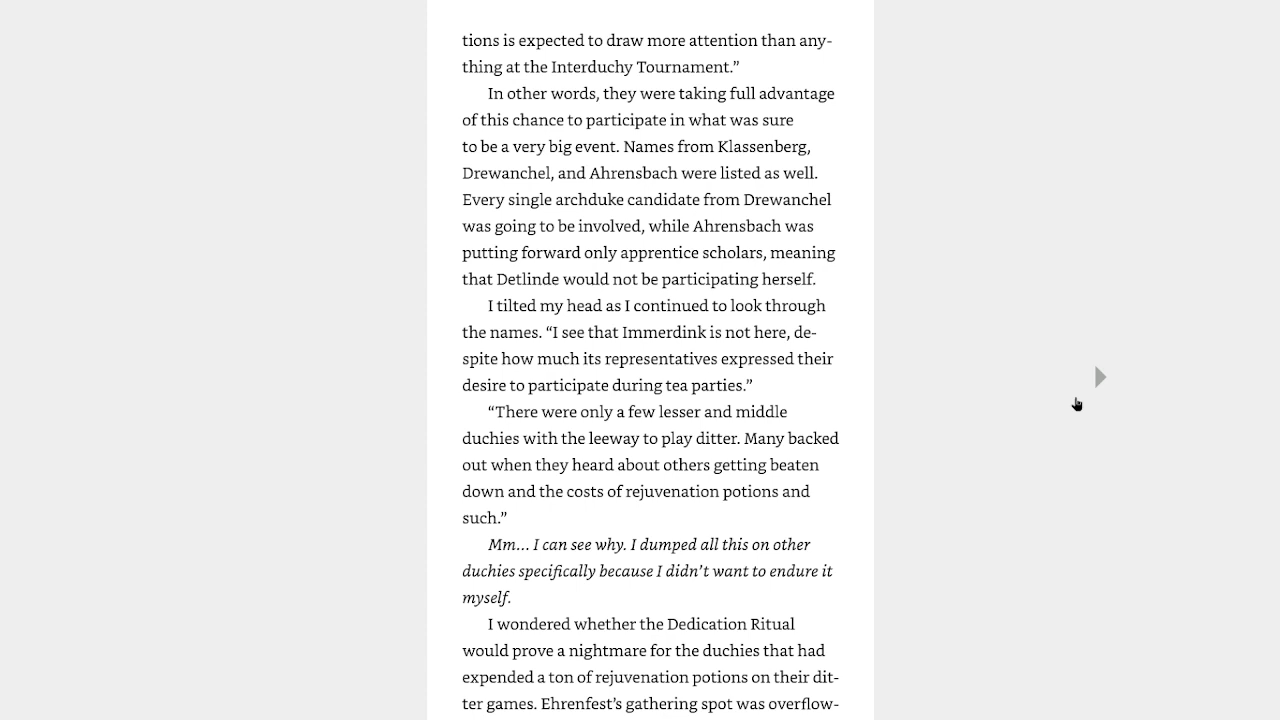 tions is expected to draw more attention than any-
thing at the Interduchy Tournament.”
In other words, they were taking full advantage
of this chance to participate in what was sure
to be a very big event. Names from Klassenberg,
Drewanchel, and Ahrensbach were listed as well.
Every single archduke candidate from Drewanchel
was going to be involved, while Ahrensbach was
putting forward only apprentice scholars, meaning
that Detlinde would not be participating herself.
I tilted my head as I continued to look through
the names. “I see that Immerdink is not here, de-
spite how much its representatives expressed their
desire to participate during tea parties.”
“There were only a few lesser and middle
duchies with the leeway to play ditter. Many backed
out when they heard about others getting beaten
down and the costs of rejuvenation potions and
such.”
Mm... I can see why. I dumped all this on other
duchies specifically because I didn’t want to endure it
myself.
I wondered whether the Dedication Ritual
would prove a nightmare for the duchies that had
expended a ton of rejuvenation potions on their dit-
ter games. Ehrenfest’s gathering spot was overflow-